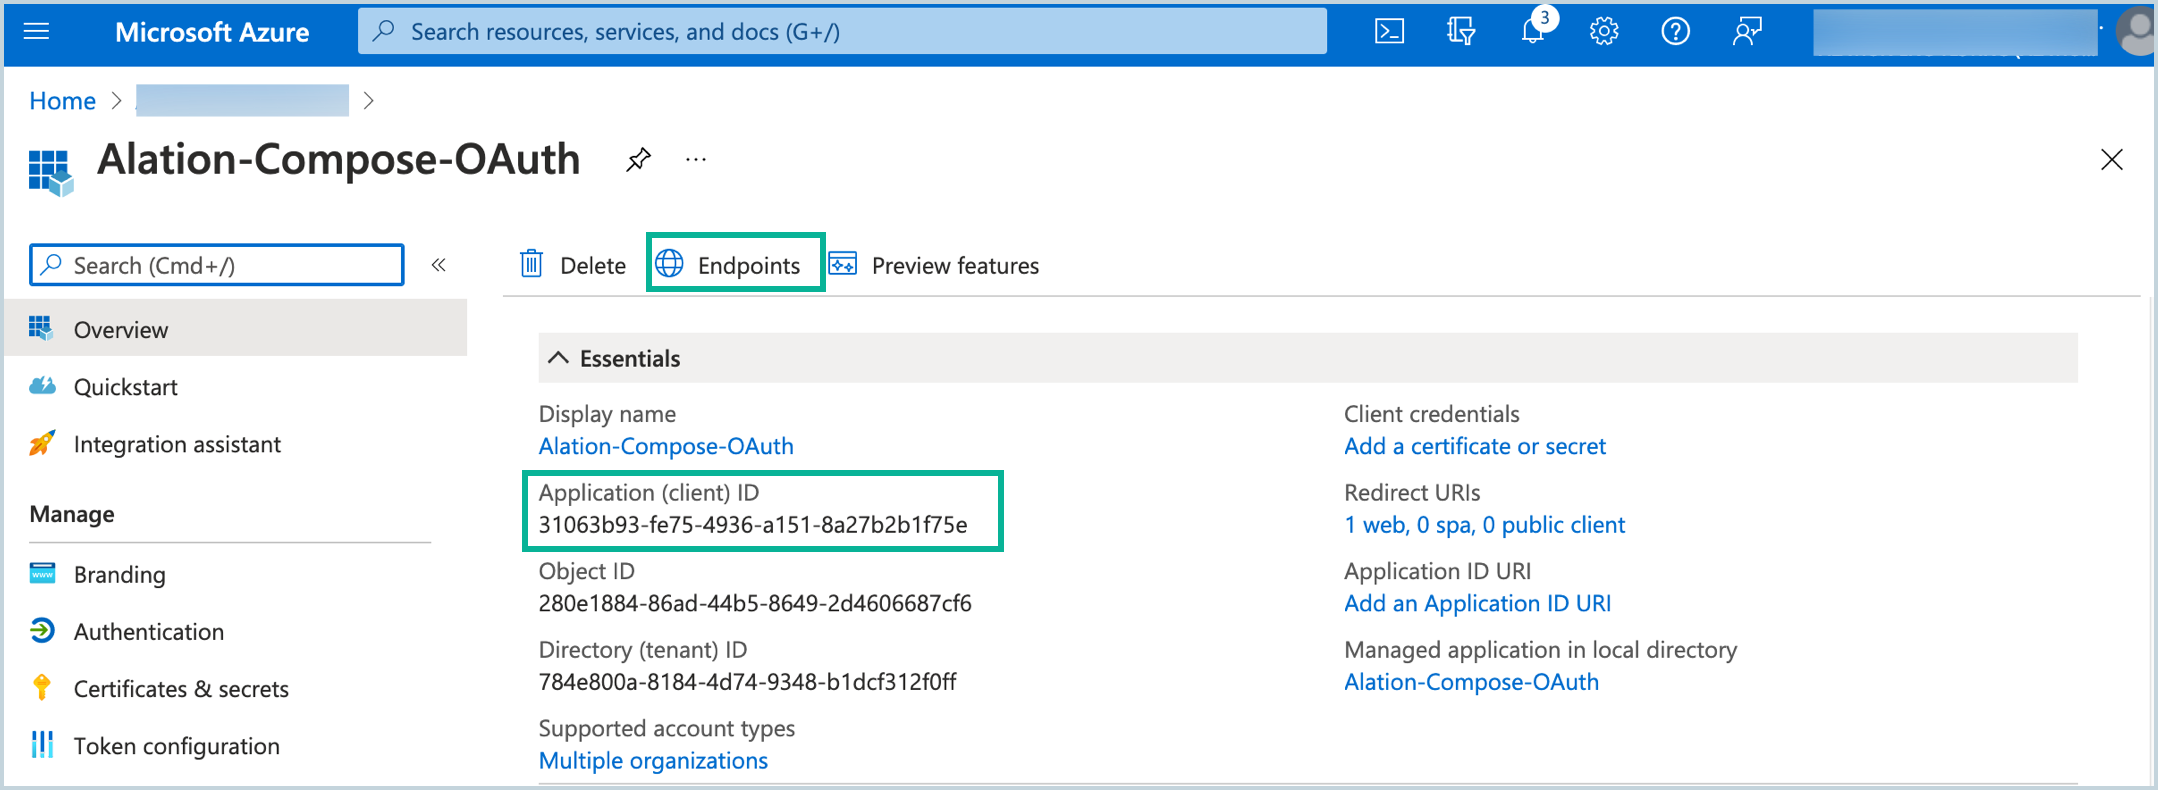 Microsoft Azure
Search resources, services, and docs (G+/)
3
Home
Alation-Compose-OAuth
Search (Cmd+/)
Delete
Endpoints
Preview features
Overview
Quickstart
Integration assistant
Manage
Branding
www
Authentication
Certificates & secrets
Token configuration
Essentials
Display name
Alation-Compose-OAuth
Application (client) ID
31063b93-fe75-4936-a151-8a27b2b1f75e
Object ID
280e1884-86ad-44b5-8649-2d4606687cf6
Directory (tenant) ID
784e800a-8184-4d74-9348-b1dcf312f0ff
Supported account types
Multiple organizations
Client credentials
Add a certificate or secret
Redirect URIs
1 web, 0 spa, 0 public client
Application ID URI
Add an Application ID URI
Managed application in local directory
Alation-Compose-OAuth